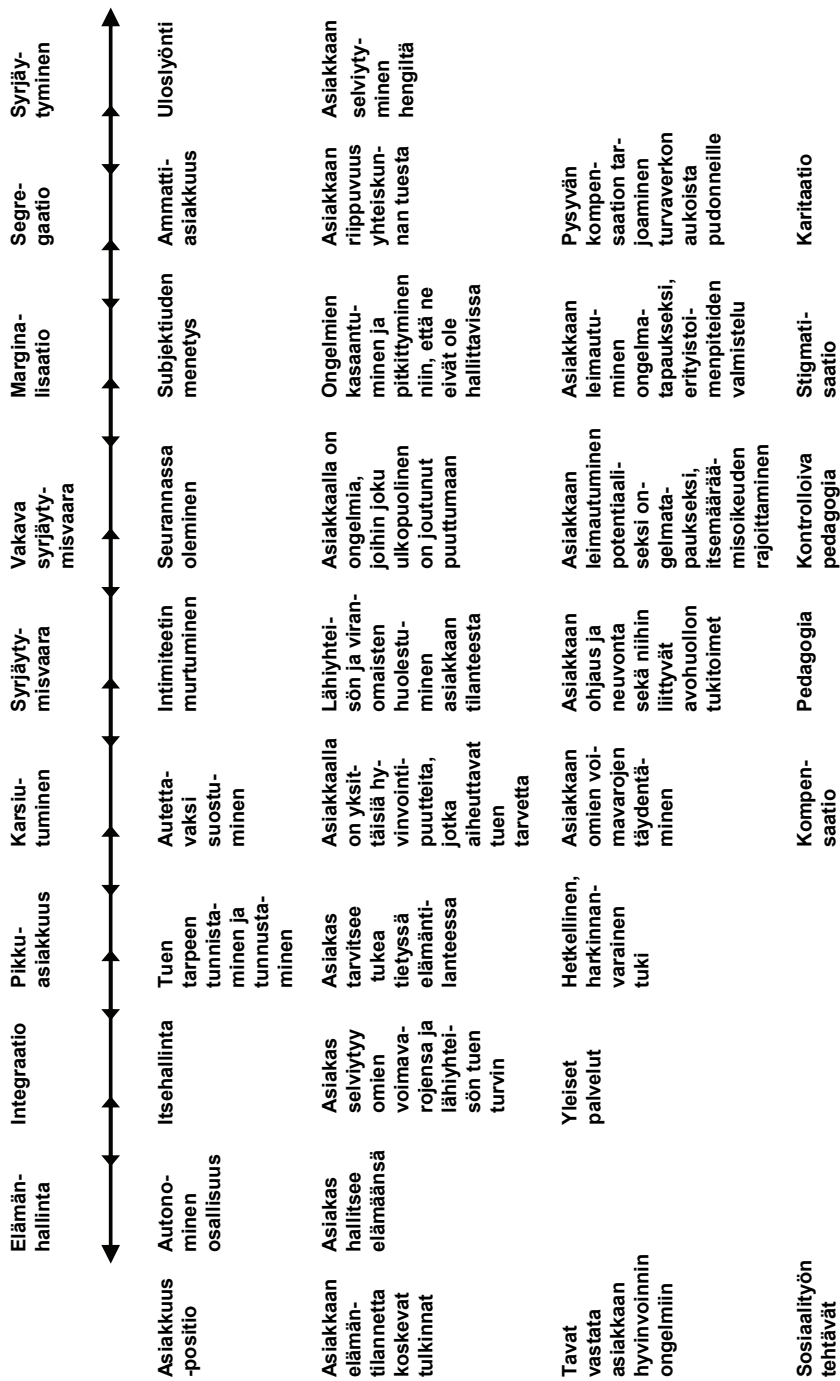 Elämän-
hallinta
Integraatio
Pikku-
asiakkuus
Karsiu-
tuminen
Syrjäyty-
misvaara
Vakava
syrjäyty-
misvaara
Margina-
lisaatio
Segre-
gaatio
Syrjäy-
tyminen
Asiakkuus
-positio
Autono-
minen
osallisuus
Itsehallinta
Tuen
tarpeen
tunnista-
minen ja
tunnusta-
minen
Autetta-
vaksi
suostu-
minen
Intimiteetin
murtuminen
Seurannassa
oleminen
Subjektiuden
menetys
Ammatti-
asiakkuus
Uloslyönti
Asiakkaan
elämän-
tilannetta
koskevat
tulkinnat
Asiakas
hallitsee
elämäänsä
Asiakas
selviytyy
omien
voimava-
rojensa ja
lähiyhtei-
sön tuen
turvin
Asiakas
tarvitsee
tukea
tietyssä
elämänti-
lanteessa
Asiakkaalla
on yksit-
täisiä hy-
vinvointi-
puutteita,
jotka
aiheuttavat
tuen
tarvetta
Lähiyhtei-
sön ja viran-
omaisten
huolestu-
minen
asiakkaan
tilanteesta
Asiakkaalla on
ongelmia,
joihin joku
ulkopuolinen
on joutunut
puuttumaan
Ongelmien
kasaantu-
minen ja
pitkittyminen
niin, että ne
eivät ole
hallittavissa
Asiakkaan
riippuvuus
yhteiskun-
nan tuesta
Asiakkaan
selviyty-
minen
hengiltä
Tavat
vastata
asiakkaan
hyvinvoinnin
ongelmiin
Yleiset
palvelut
Hetkellinen,
harkinnan-
varainen
tuki
Asiakkaan
omien voi-
mavarojen
täydentä-
minen
Asiakkaan
ohjaus ja
neuvonta
sekä niihin
liittyvät
avohuollon
tukitoimet
Asiakkaan
leimautuminen
potentiaali-
seksi on-
gelmata-
paukseksi,
itsemäärää-
misoikeuden
rajoittaminen
Asiakkaan
leimautu-
minen
ongelma-
tapaukseksi,
erityistoi-
menpiteiden
valmistelu
Pysyvän
kompen-
saation tar-
joaminen
turvaverkon
aukoista
pudonneille
Sosiaalityön
tehtävät
Kompen-
saatio
Pedagogia
Kontrolloiva
pedagogia
Stigmati-
saatio
Karitaatio